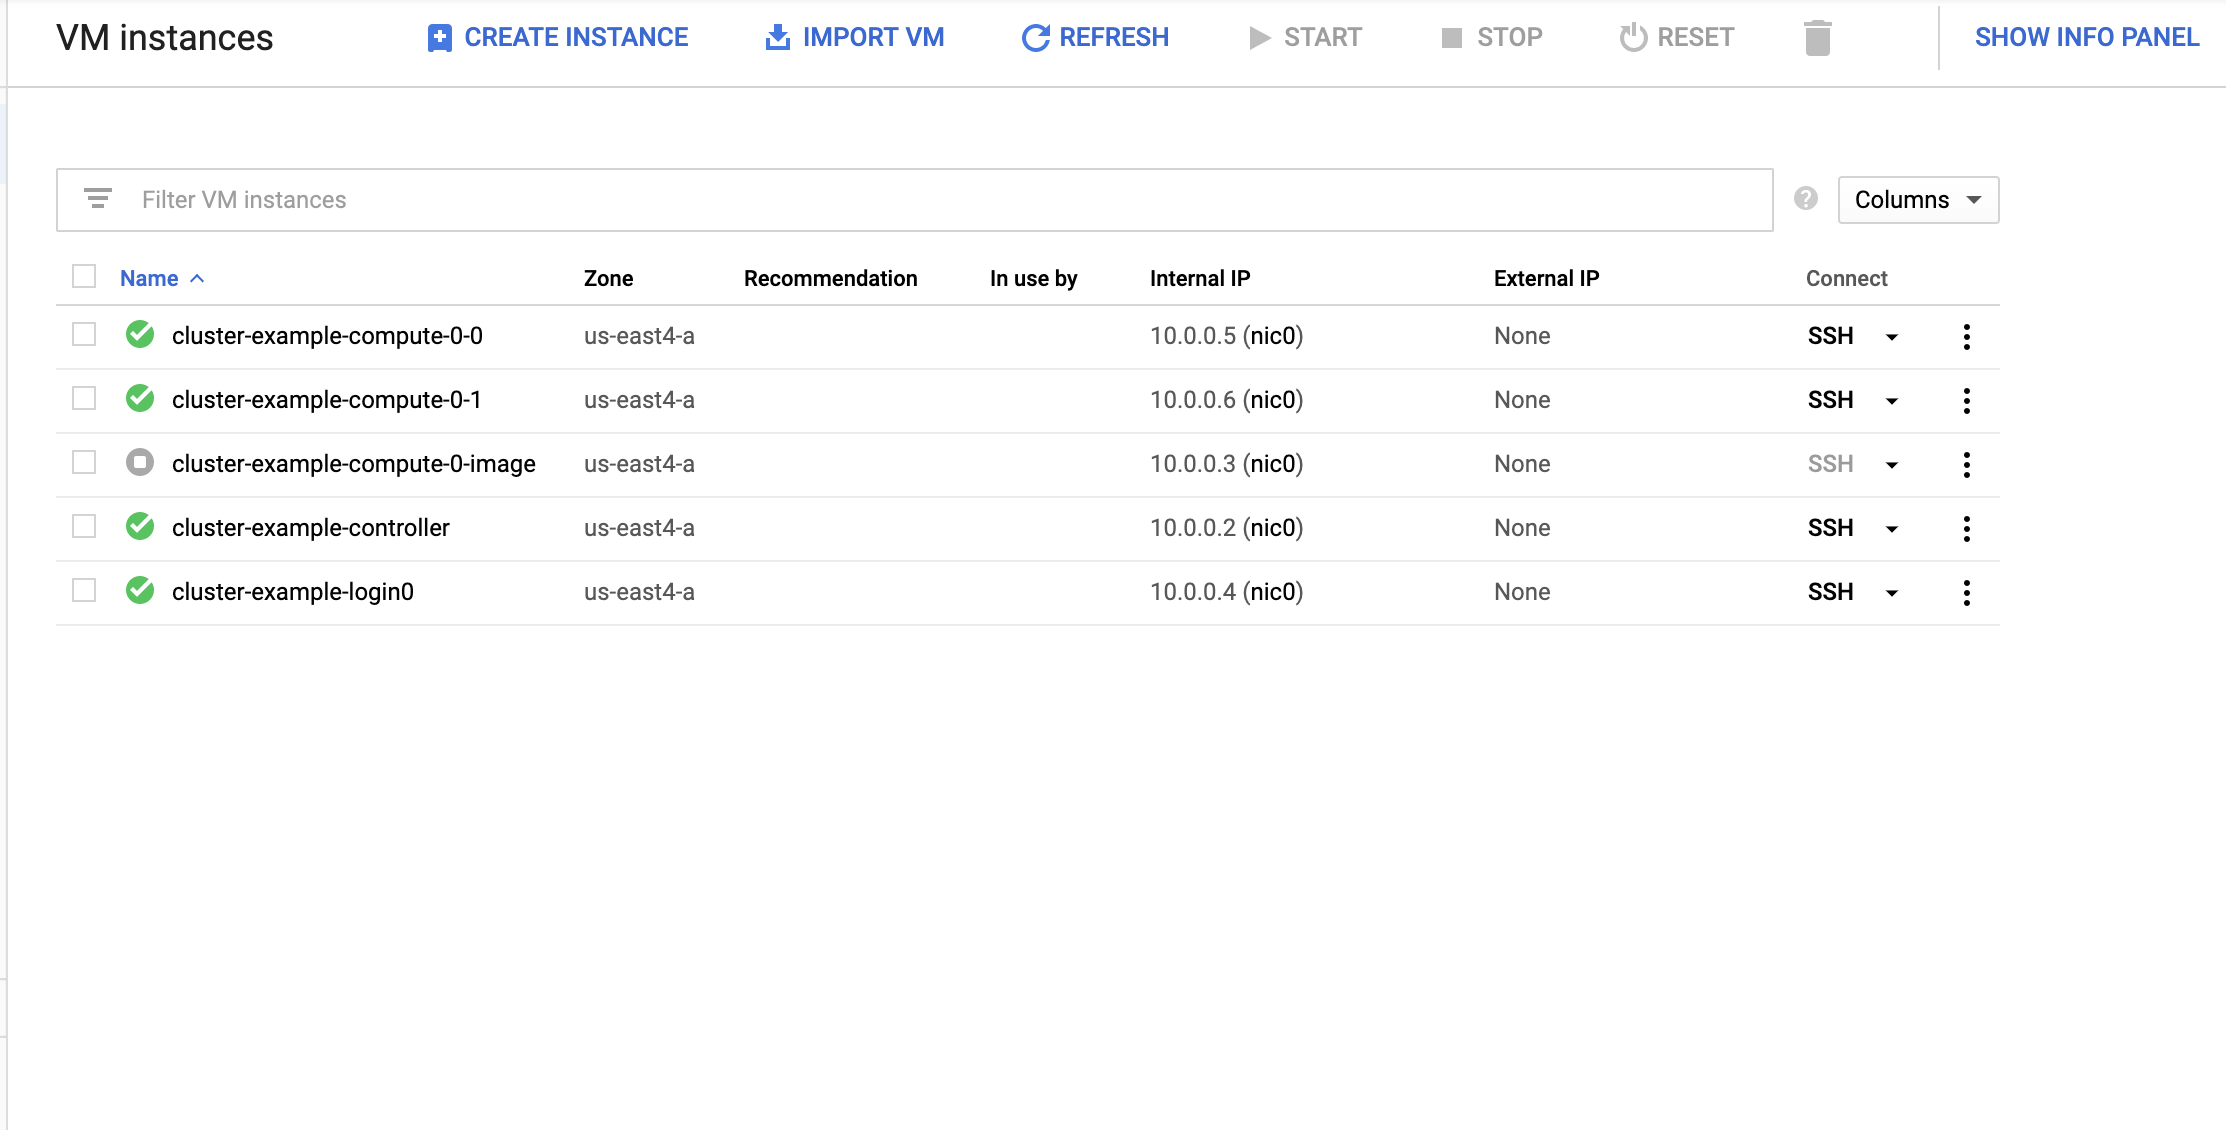 VM instances CREATE INSTANCE IMPORT VM REFRESH START STOP RESET SHOW INFO PANEL
Filter VM instances ? Columns
Name Zone Recommendation In use by Internal IP External IP Connect
cluster-example-compute-0-0 us-east4-a 10.0.0.5 (nic0) None SSH
cluster-example-compute-0-1 us-east4-a 10.0.0.6 (nic0) None SSH
cluster-example-compute-0-image us-east4-a 10.0.0.3 (nic0) None SSH
cluster-example-controller us-east4-a 10.0.0.2 (nic0) None SSH
cluster-example-login0 us-east4-a 10.0.0.4 (nic0) None SSH